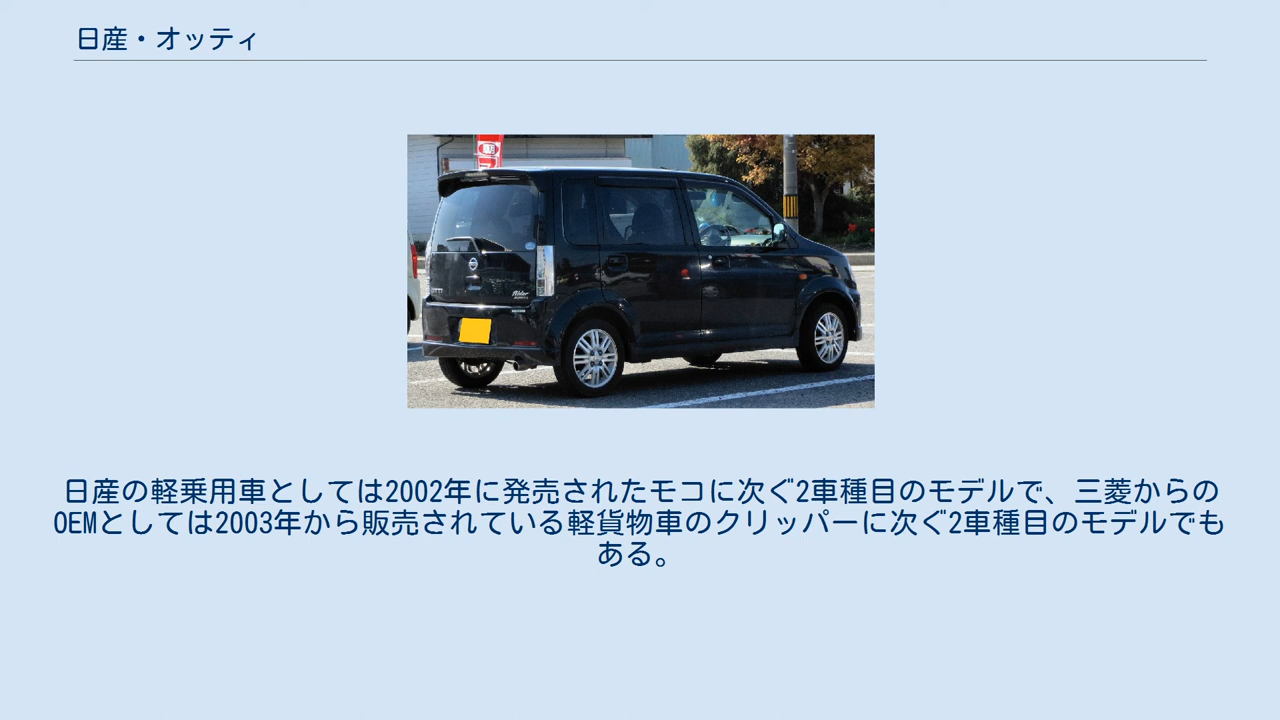 日産・オッティ
日産の軽乗用車としては2002年に発売されたモコに次ぐ2車種目のモデルで、三菱からの
OEMとしては2003年から販売されている軽貨物車のクリッパーに次ぐ2車種目のモデルでも
ある。